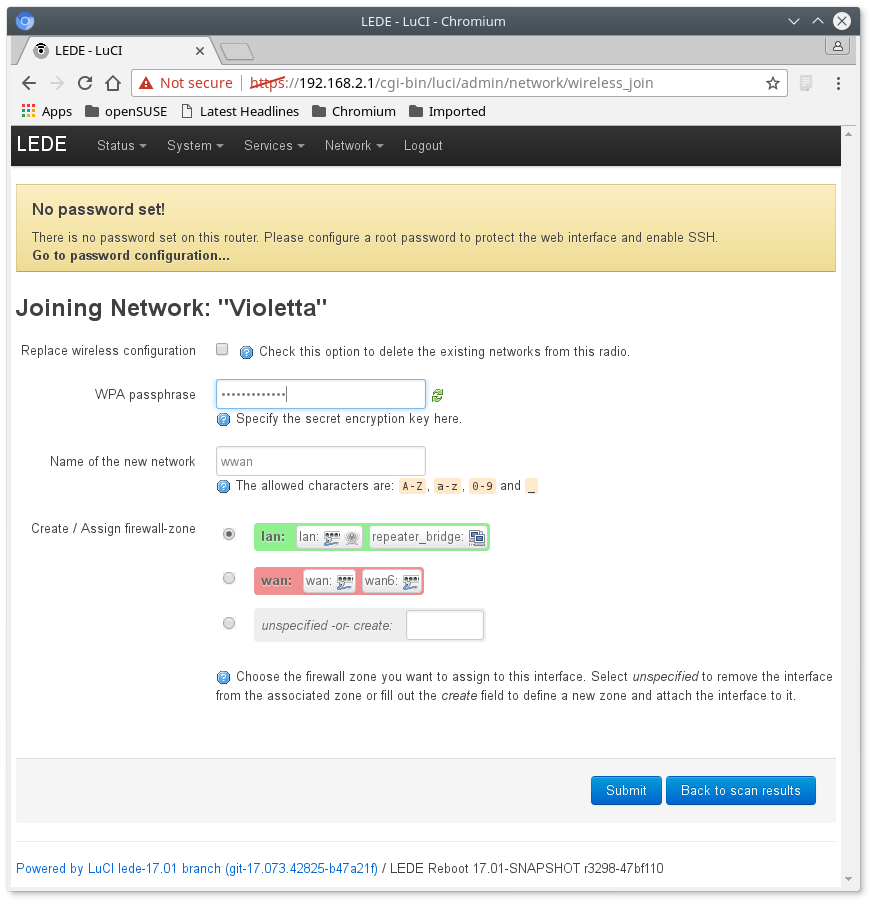 LEDE - LuCI - Chromium
LEDE - LuCI
Not secure https://192.168.2.1/cgi-bin/luci/admin/network/wireless_join
Apps openSUSE Latest Headlines Chromium Imported
LEDE Status System Services Network Logout
No password set!
There is no password set on this router. Please configure a root password to protect the web interface and enable SSH.
Go to password configuration...
Joining Network: "Violetta"
Replace wireless configuration Check this option to delete the existing networks from this radio.
WPA passphrase •••••••••••••
Specify the secret encryption key here.
Name of the new network wwan
The allowed characters are: A-Z, a-z, 0-9 and _
Create / Assign firewall-zone lan: lan: repeater_bridge:
wan: wan: wan6:
unspecified -or- create:
Choose the firewall zone you want to assign to this interface. Select unspecified to remove the interface
from the associated zone or fill out the create field to define a new zone and attach the interface to it.
Submit Back to scan results
Powered by LuCI lede-17.01 branch (git-17.073.42825-b47a21f) / LEDE Reboot 17.01-SNAPSHOT r3298-47bf110